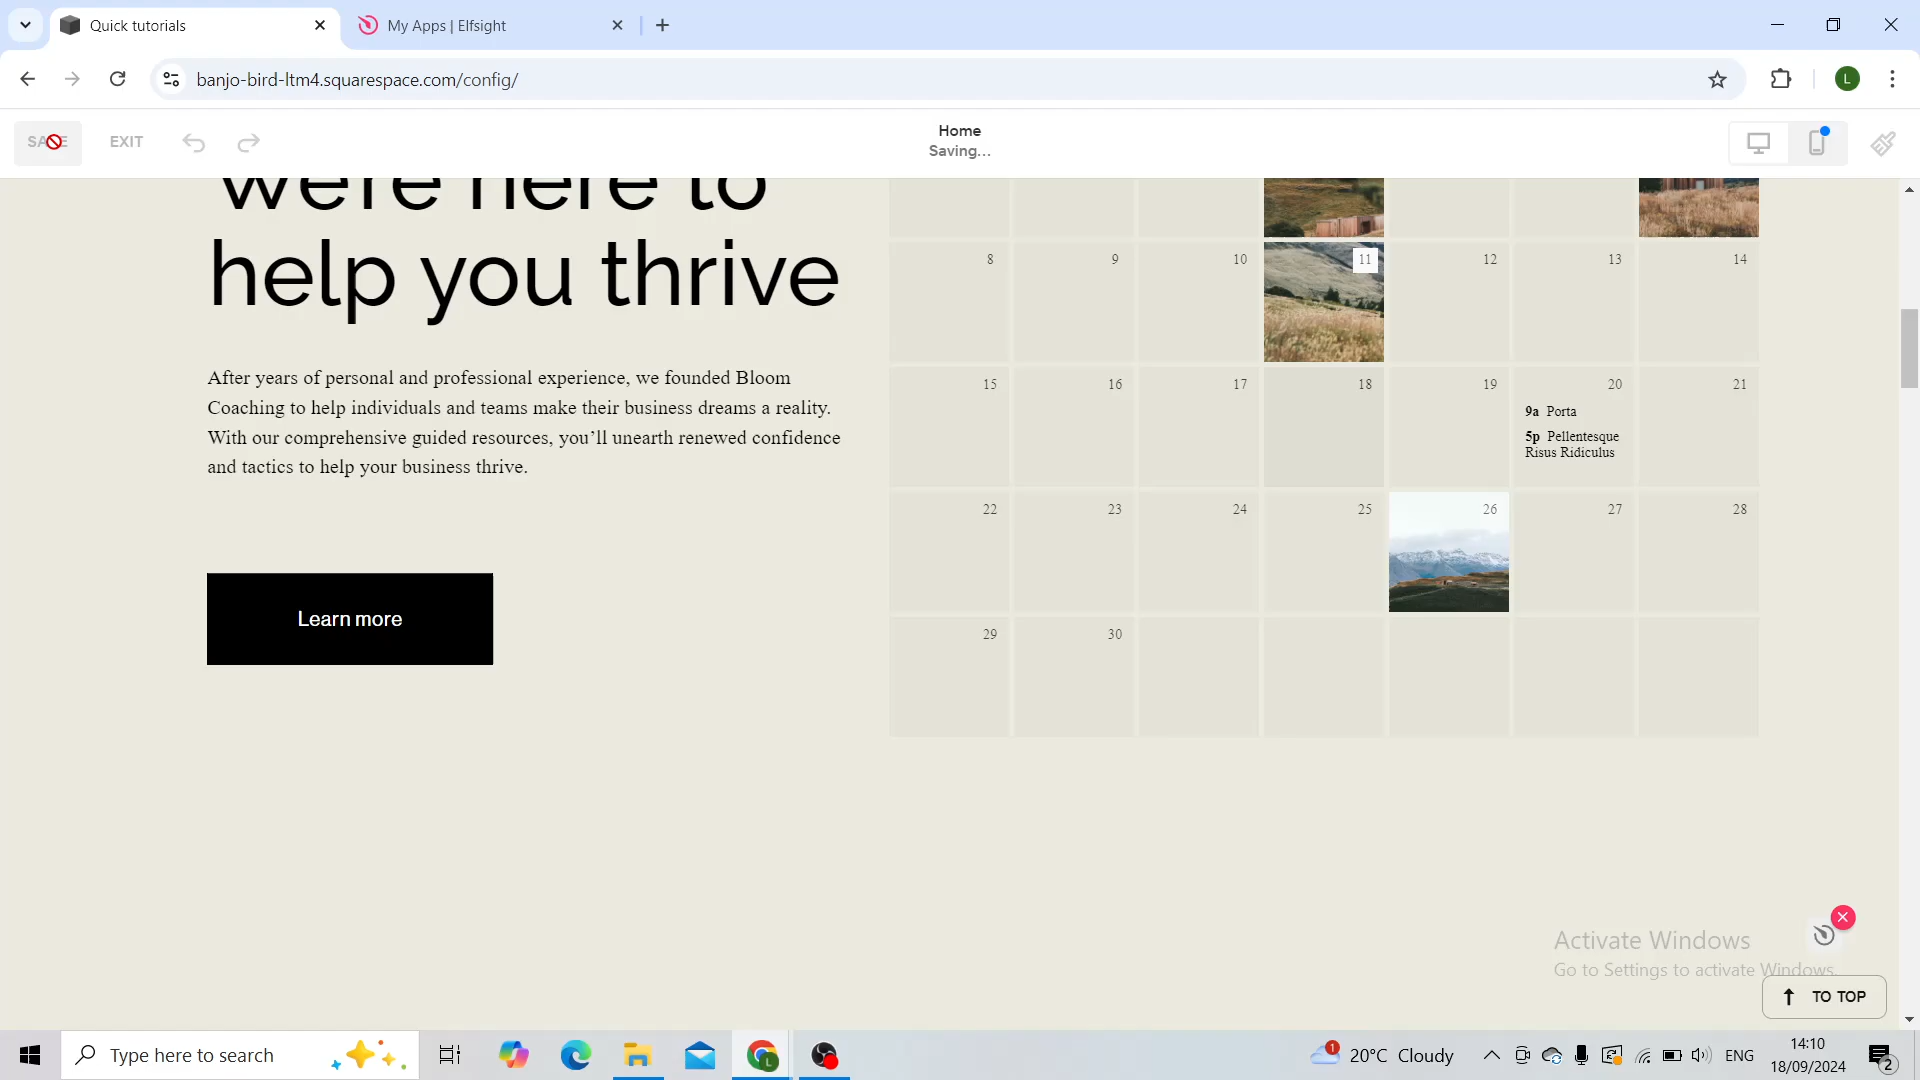 Quick tutorials
My Apps | Elfsight
banjo-bird-ltm4.squarespace.com/config/
L
EXIT
Home
Saving...
we're here to
help you thrive
After years of personal and professional experience, we founded Bloom
Coaching to help individuals and teams make their business dreams a reality.
With our comprehensive guided resources, you'll unearth renewed confidence
and tactics to help your business thrive.
Learn more
8 9 10 11 12 13 14
15 16 17 18 19 20 21
9a Porta
5p Pellentesque
Risus Ridiculus
22 23 24 25 26 27 28
29 30
Activate Windows
Go to Settings to activate Windows.
TO TOP
Type here to search
1
20°C Cloudy
ENG
14:10
18/09/2024
2